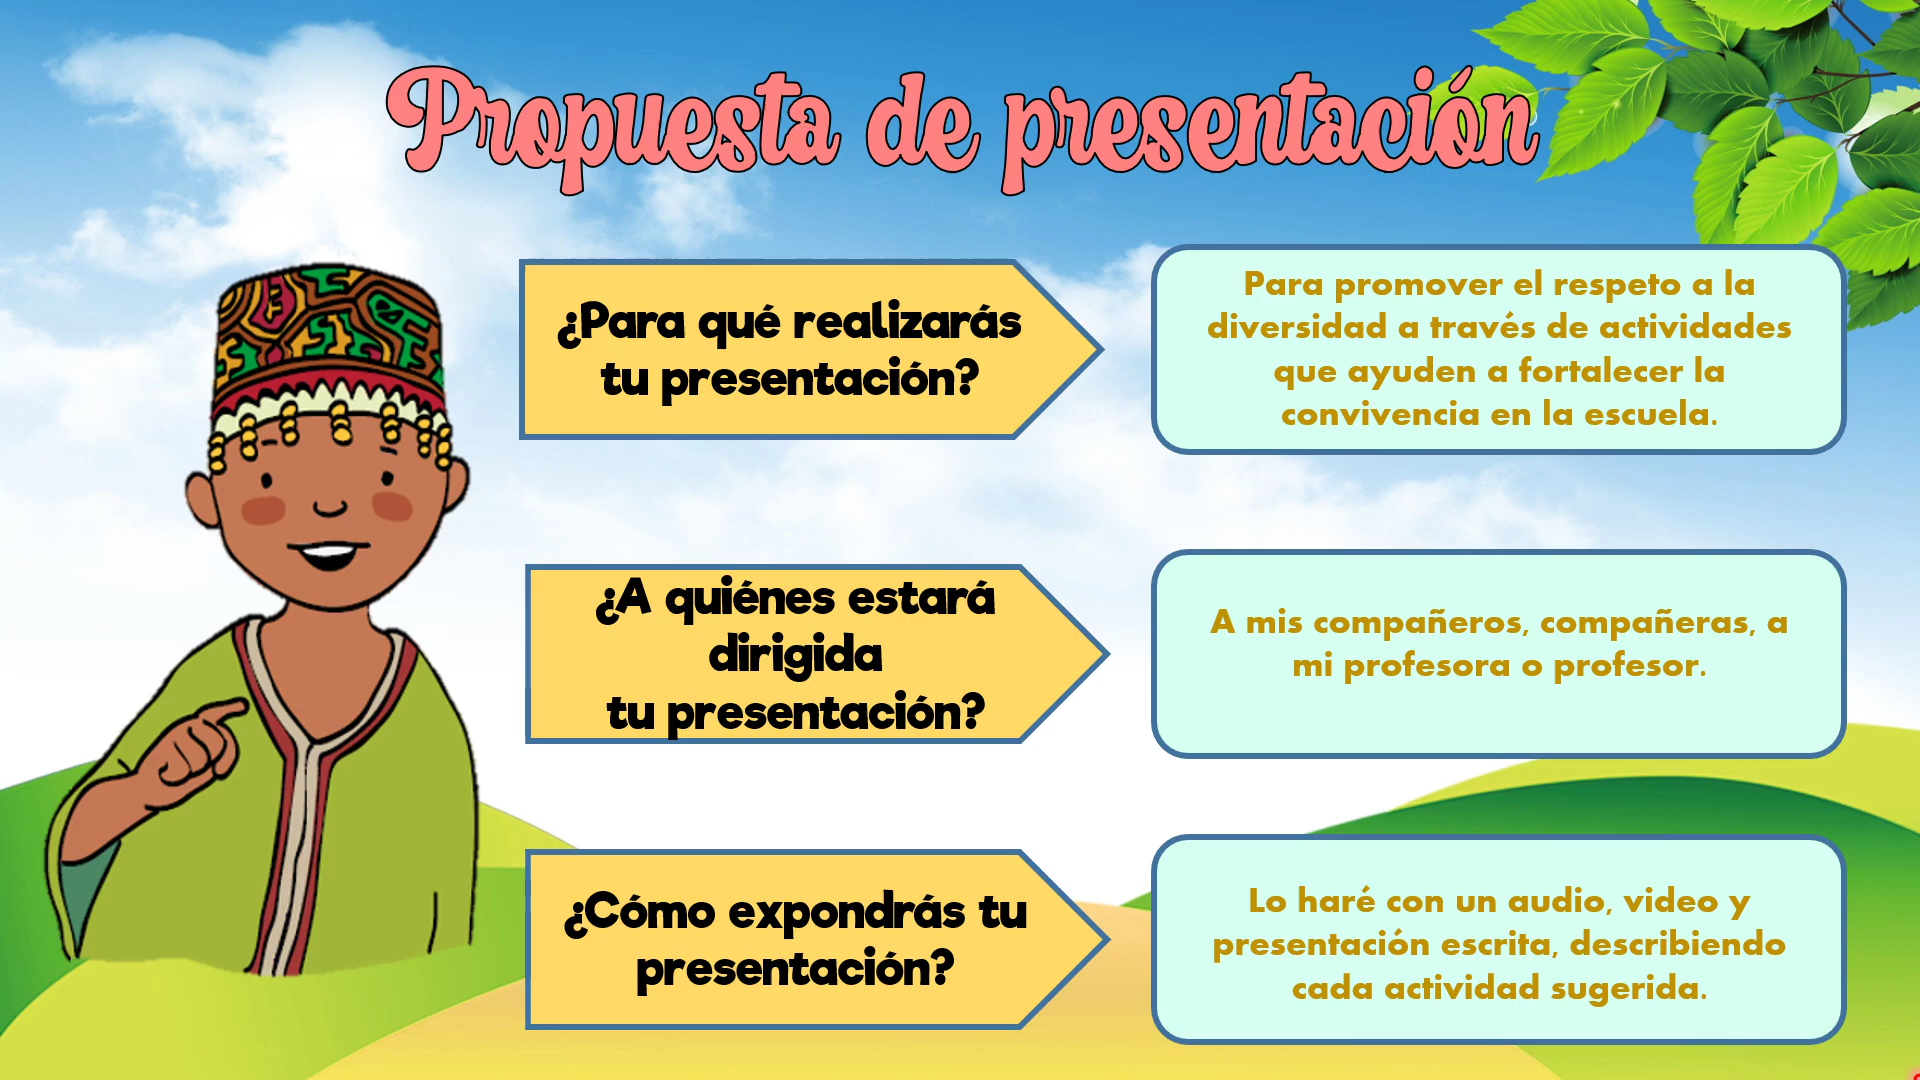 Propuesta de presentación
¿Para qué realizarás
tu presentación?
Para promover el respeto a la
diversidad a través de actividades
que ayuden a fortalecer la
convivencia en la escuela.
¿A quiénes estará
dirigida
tu presentación?
A mis compañeros, compañeras, a
mi profesora o profesor.
¿Cómo expondrás tu
presentación?
Lo haré con un audio, video y
presentación escrita, describiendo
cada actividad sugerida.